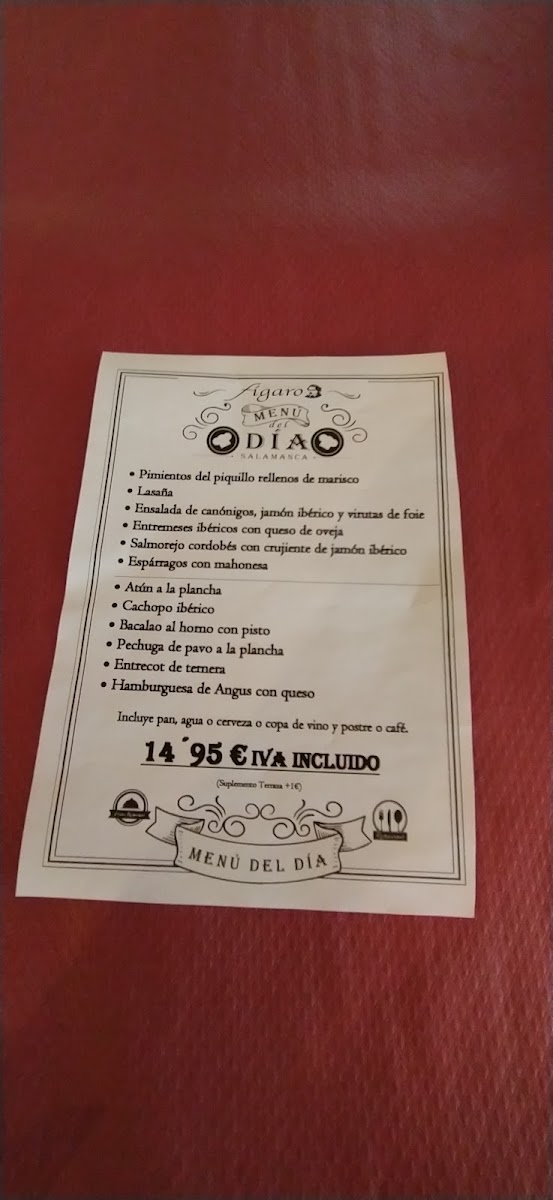 figaro
MENÚ
del
DÍA
- SALAMANCA -
• Pimientos del piquillo rellenos de marisco
• Lasaña
• Ensalada de canónigos, jamón ibérico y virutas de foie
• Entremeses ibéricos con queso de oveja
• Salmorejo cordobés con crujiente de jamón ibérico
• Espárragos con mahonesa
• Atún a la plancha
• Cachopo ibérico
• Bacalao al horno con pisto
• Pechuga de pavo a la plancha
• Entrecot de ternera
• Hamburguesa de Angus con queso
Incluye pan, agua o cerveza o copa de vino y postre o café.
14´95 € IVA INCLUIDO
(Suplemento Terraza +1€)
MENÚ DEL DÍA